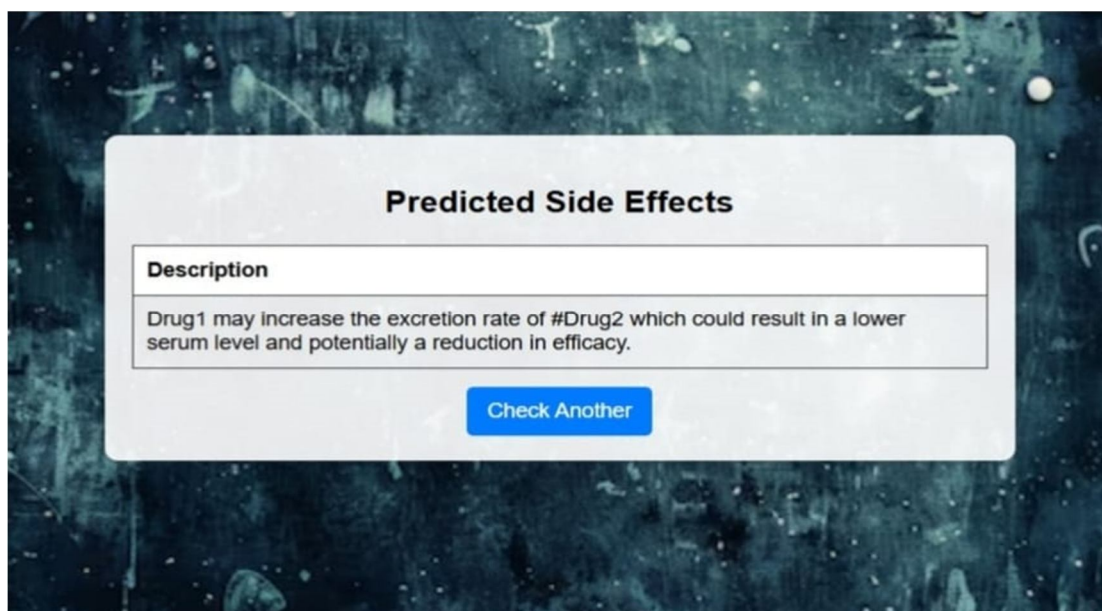 Predicted Side Effects
Description
Drug1 may increase the excretion rate of #Drug2 which could result in a lower
serum level and potentially a reduction in efficacy.
Check Another